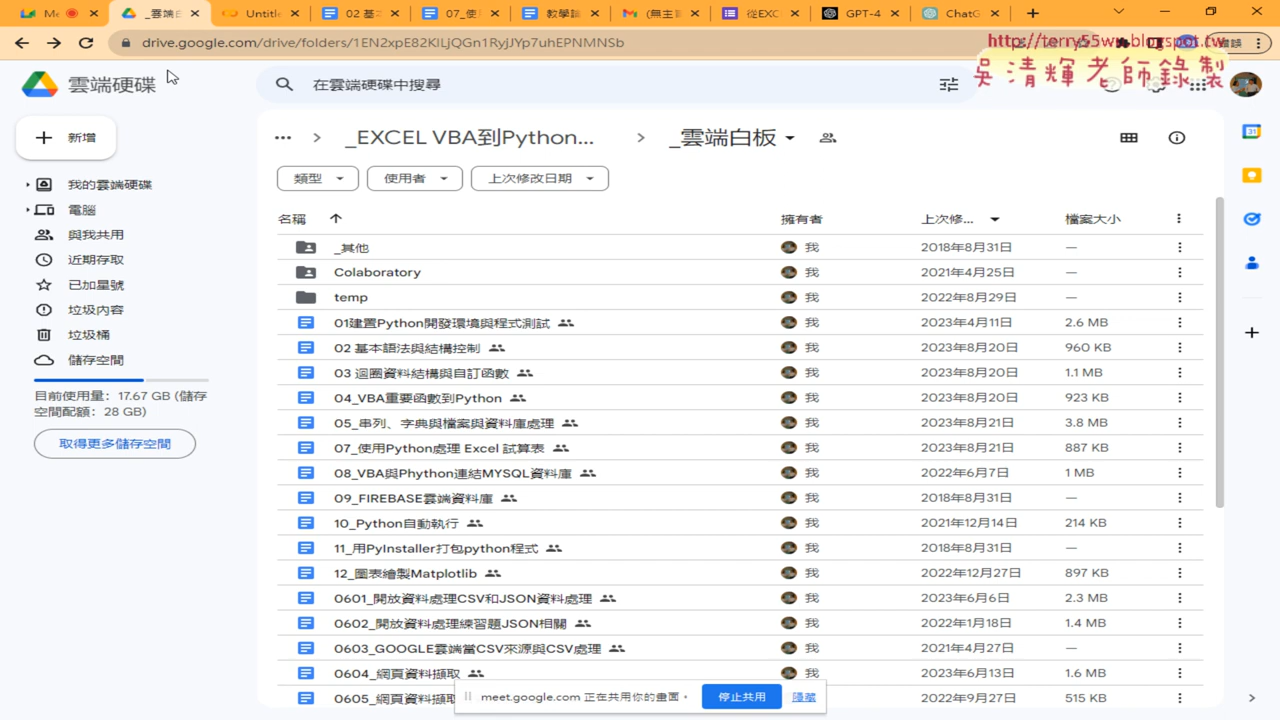 Me
_雲端白
Untitle
02 基本
07_使用
教學論
(無主旨
從EXC
GPT-4
ChatG
drive.google.com/drive/folders/1EN2xpE82KILjQGn1RyjJYp7uhEPNMNSb
http://terry55wu.blogspot.tw
吳清輝老師錄製
雲端硬碟
在雲端硬碟中搜尋
新增
我的雲端硬碟
電腦
與我共用
近期存取
已加星號
垃圾內容
垃圾桶
儲存空間
目前使用量：17.67 GB (儲存
空間配額：28 GB)
取得更多儲存空間
_EXCEL VBA到Python... > _雲端白板
類型 使用者 上次修改日期
名稱 擁有者 上次修... 檔案大小
_其他 我 2018年8月31日 —
Colaboratory 我 2021年4月25日 —
temp 我 2022年8月29日 —
01建置Python開發環境與程式測試 我 2023年4月11日 2.6 MB
02 基本語法與結構控制 我 2023年8月20日 960 KB
03 迴圈資料結構與自訂函數 我 2023年8月20日 1.1 MB
04_VBA重要函數到Python 我 2023年8月20日 923 KB
05_串列、字典與檔案與資料庫處理 我 2023年8月21日 3.8 MB
07_使用Python處理 Excel 試算表 我 2023年8月21日 887 KB
08_VBA與Phython連結MYSQL資料庫 我 2022年6月7日 1 MB
09_FIREBASE雲端資料庫 我 2018年8月31日 —
10_Python自動執行 我 2021年12月14日 214 KB
11_用PyInstaller打包python程式 我 2018年8月31日 —
12_圖表繪製Matplotlib 我 2022年12月27日 897 KB
0601_開放資料處理CSV和JSON資料處理 我 2023年6月6日 2.3 MB
0602_開放資料處理練習題JSON相關 我 2022年1月18日 1.4 MB
0603_GOOGLE雲端當CSV來源與CSV處理 我 2021年4月27日 —
0604_網頁資料擷取 我 2023年6月13日 1.6 MB
0605_網頁資料擷取 我 2022年9月27日 515 KB
meet.google.com 正在共用你的畫面。
停止共用
隱藏